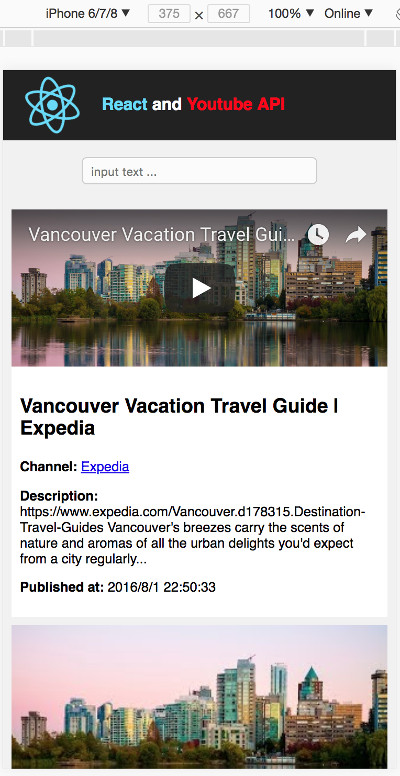 iPhone 6/7/8 ▼ 375 × 667 100% ▼ Online ▼
React and Youtube API
input text ...
Vancouver Vacation Travel Gui...
Vancouver Vacation Travel Guide |
Expedia
Channel: Expedia
Description:
https://www.expedia.com/Vancouver.d178315.Destination-
Travel-Guides Vancouver's breezes carry the scents of
nature and aromas of all the urban delights you'd expect
from a city regularly...
Published at: 2016/8/1 22:50:33